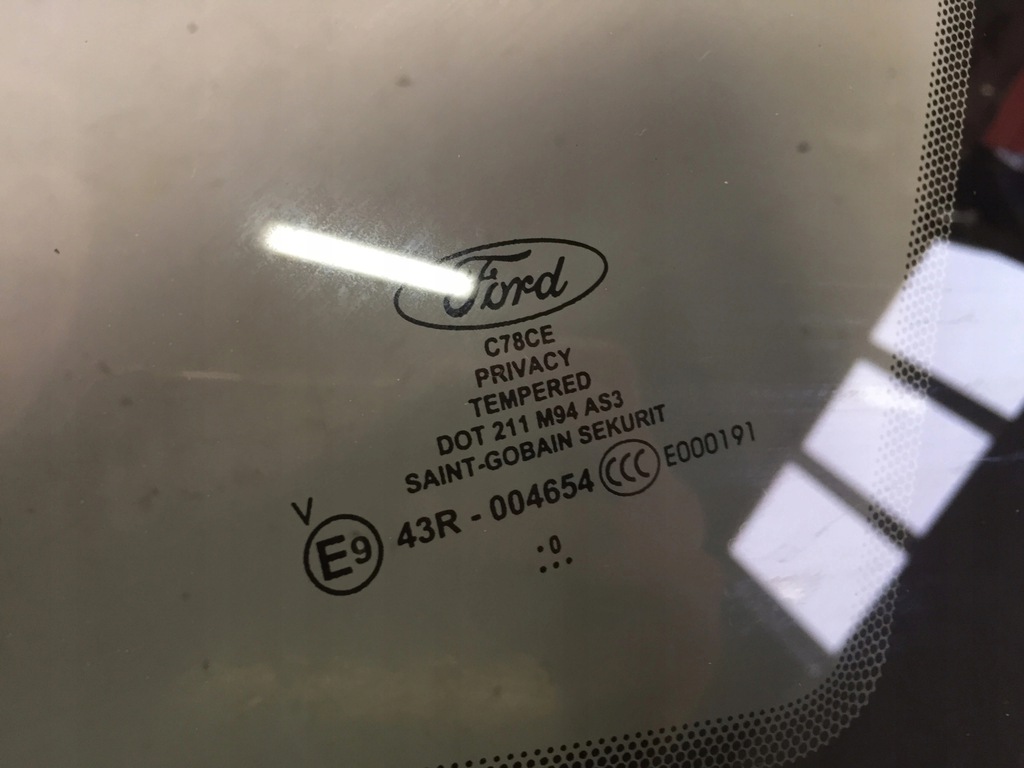 Ford
C78CE
PRIVACY
TEMPERED
DOT 211 M94 AS3
SAINT-GOBAIN SEKURIT
V
E9 43R - 004654 CCC E000191
.0...